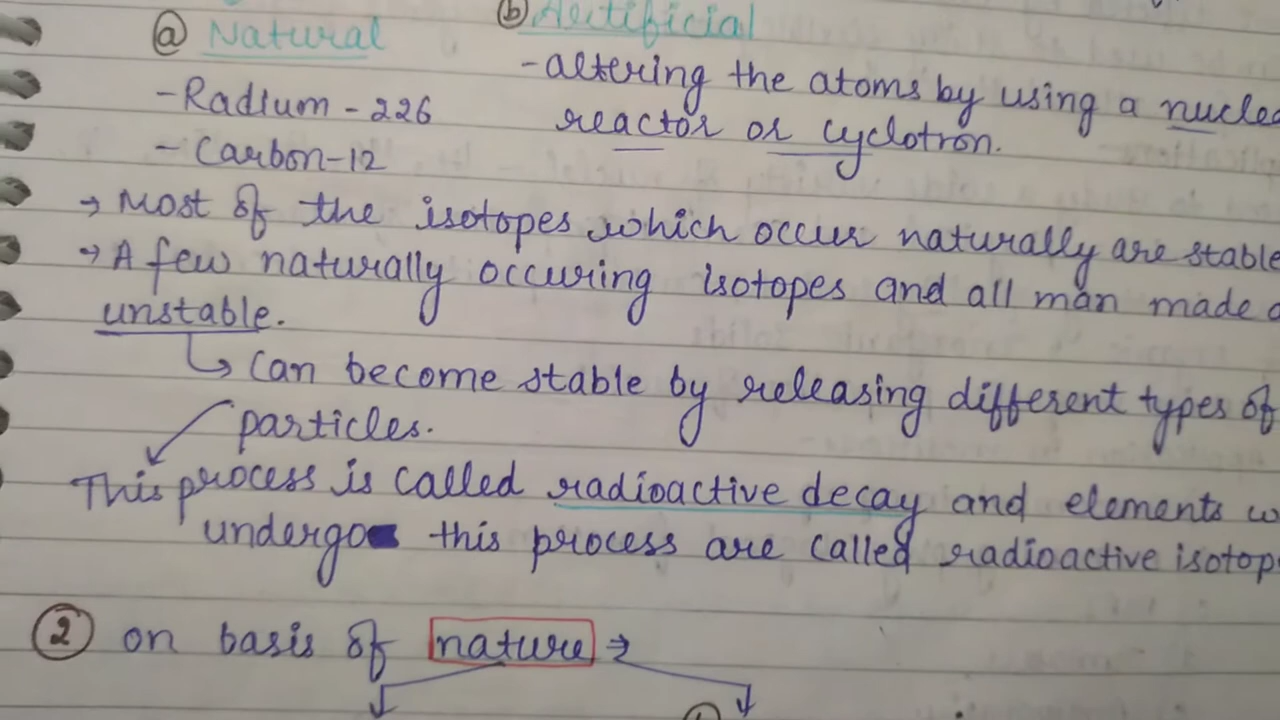 ⓐ Natural
- Radium - 226
- Carbon-12
ⓑ Artificial
- altering the atoms by using a nuclea
reactor or cyclotron.
→ Most of the isotopes which occur naturally are stable
→ A few naturally occuring isotopes and all man made a
unstable.
↳ can become stable by releasing different types of
particles.
This process is called radioactive decay and elements w
undergo this process are called radioactive isotop
② on basis of nature →